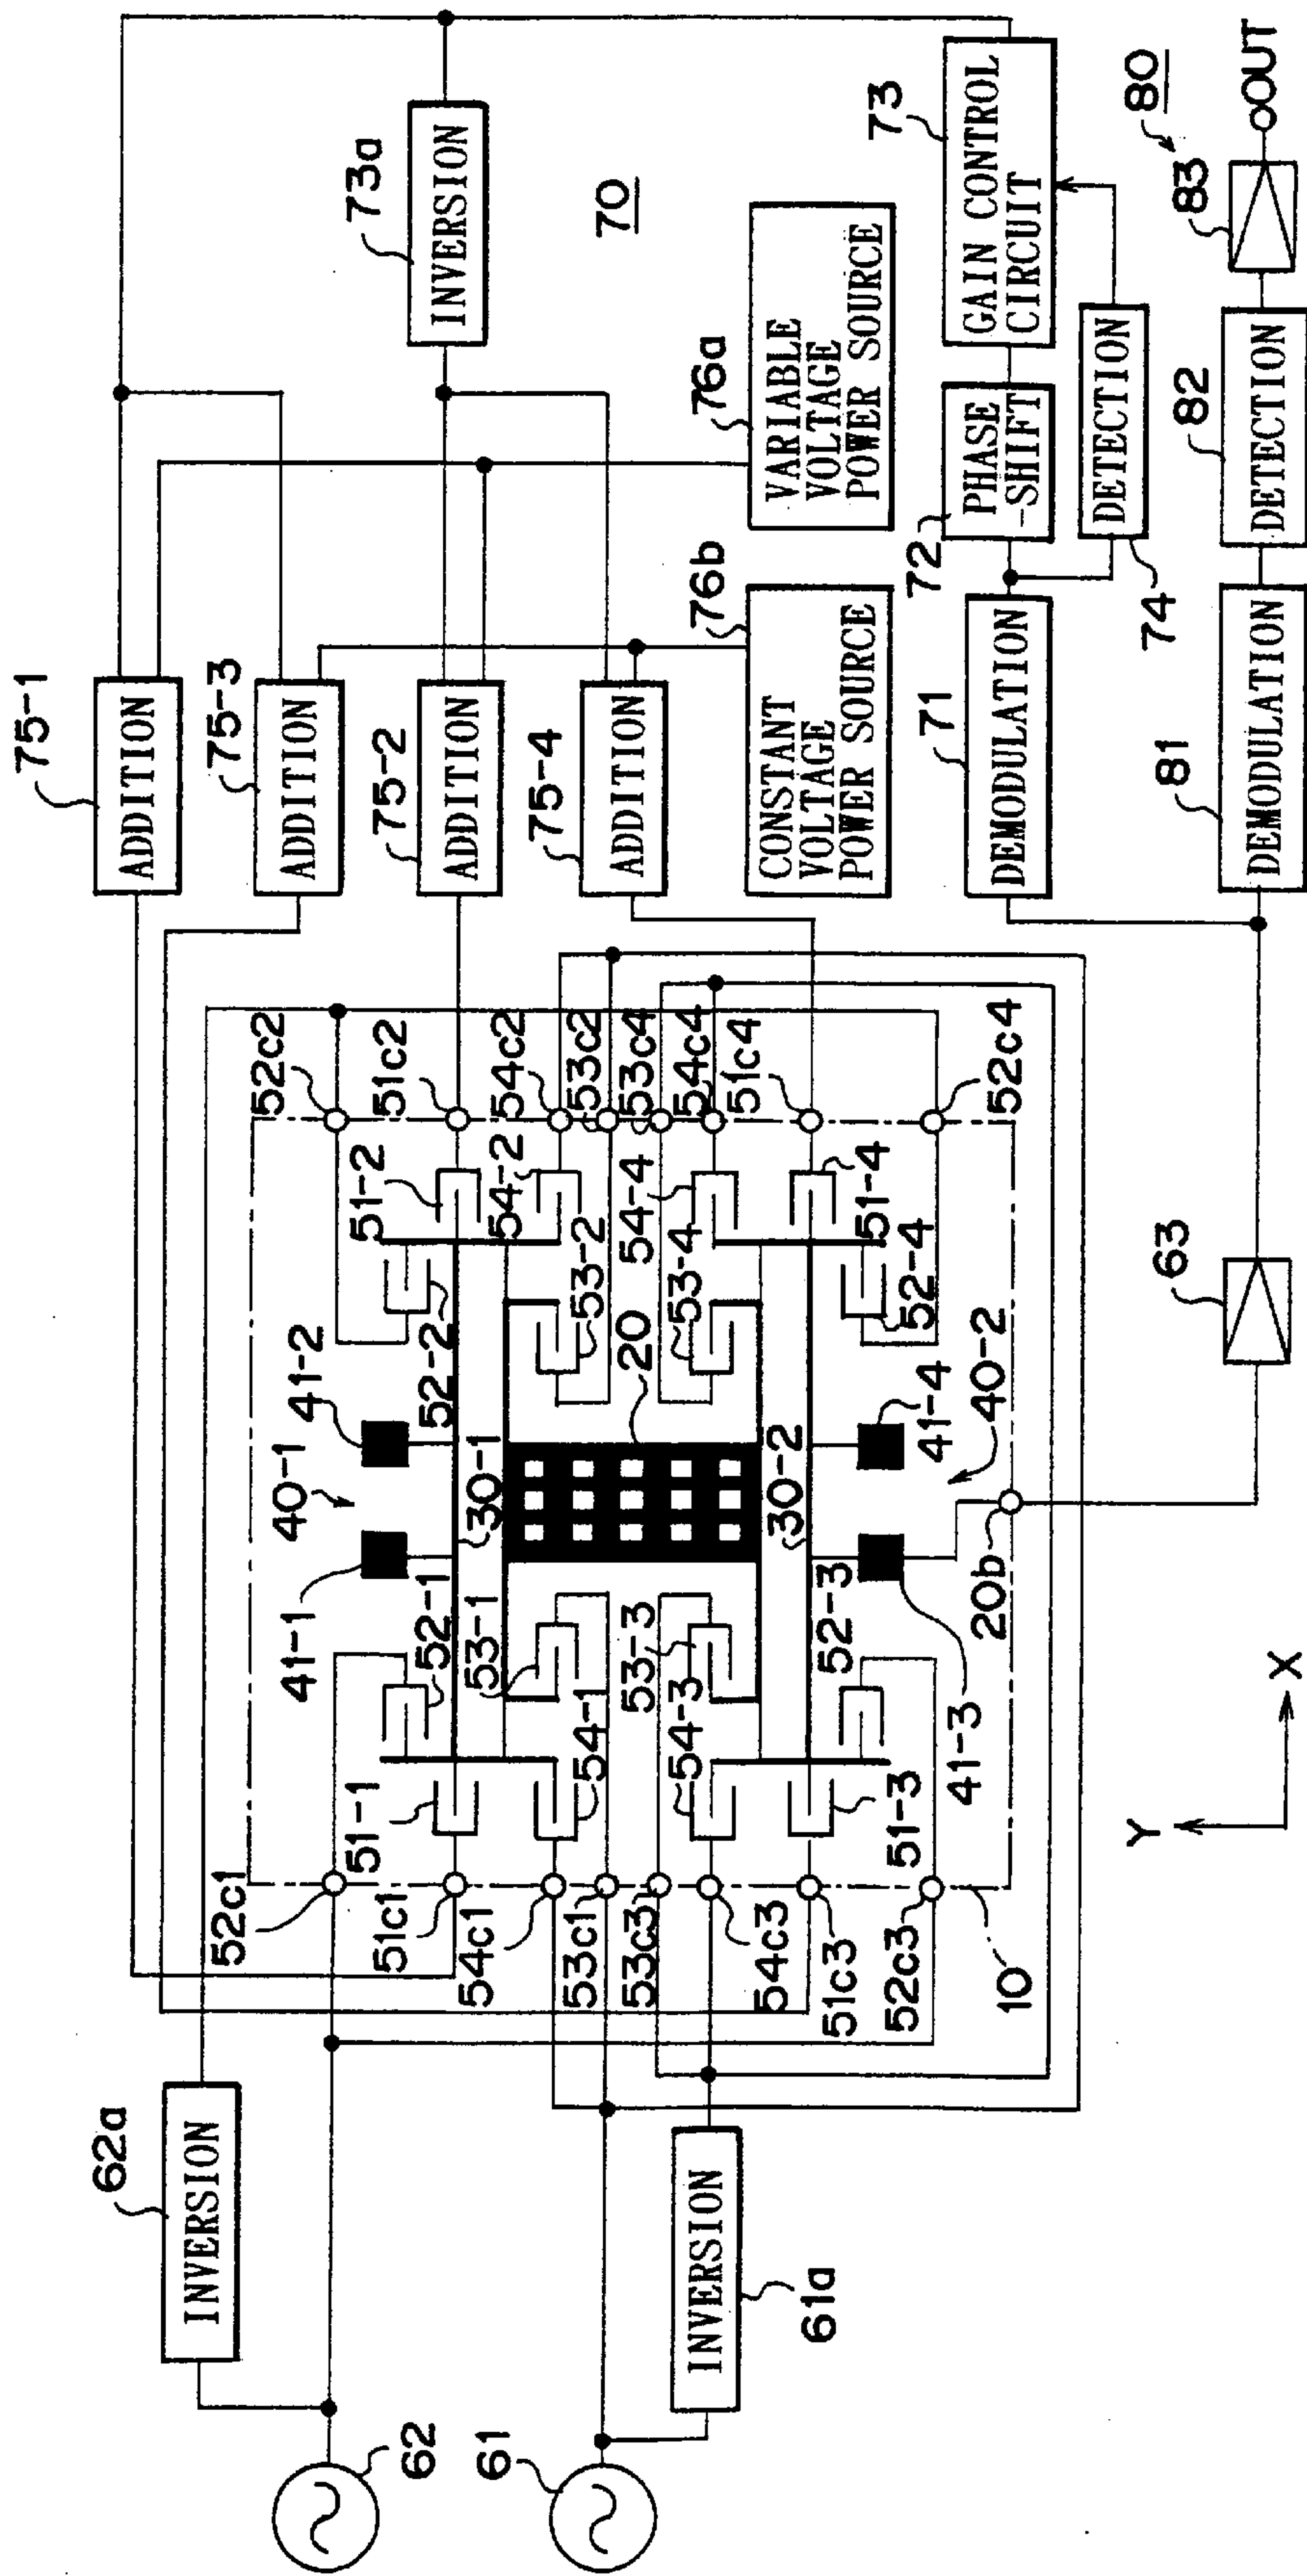 75-1
ADDITION
75-3
ADDITION
75-2
ADDITION
75-4
ADDITION
73a
INVERSION
70
76b
CONSTANT
VOLTAGE
POWER SOURCE
76a
VARIABLE
VOLTAGE
POWER SOURCE
71
DEMODULATION
72
PHASE
-SHIFT
73
GAIN CONTROL
CIRCUIT
74
DETECTION
80
81
DEMODULATION
82
DETECTION
83
OUT
62a
INVERSION
62
61
61a
INVERSION
52c1
51c1
54c1
53c1
53c3
54c3
51c3
52c3
10
51-1
52-1
53-1
54-1
53-3
54-3
51-3
52-3
41-1
40-1
41-2
30-1
20
30-2
41-3
20b
40-2
41-4
52-2
51-2
54-2
53-2
54-4
53-4
51-4
52-4
52c2
51c2
54c2
53c2
53c4
54c4
51c4
52c4
63
Y
X